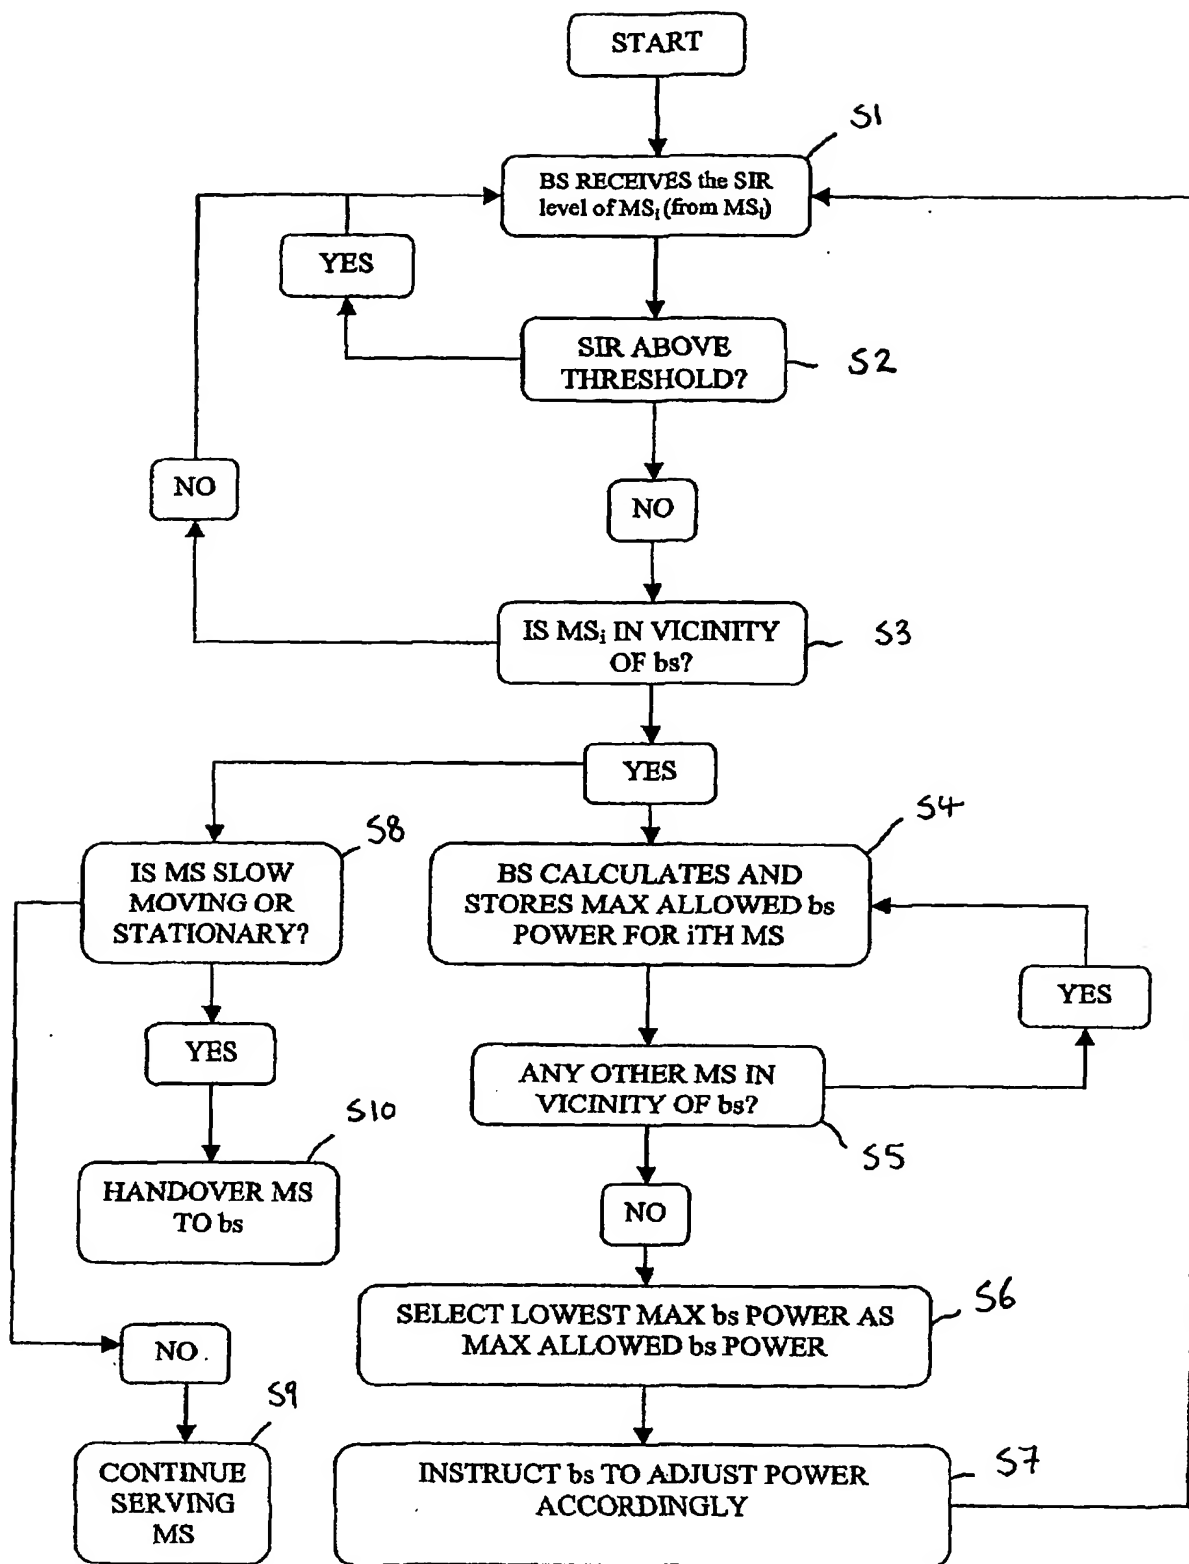 START
S1
BS RECEIVES the SIR
level of MSi (from MSi)
YES
SIR ABOVE
THRESHOLD?
S2
NO
NO
IS MSi IN VICINITY
OF bs?
S3
YES
S8
S4
IS MS SLOW
MOVING OR
STATIONARY?
BS CALCULATES AND
STORES MAX ALLOWED bs
POWER FOR iTH MS
YES
YES
ANY OTHER MS IN
VICINITY OF bs?
S5
S10
HANDOVER MS
TO bs
NO
SELECT LOWEST MAX bs POWER AS
MAX ALLOWED bs POWER
S6
NO
S9
CONTINUE
SERVING
MS
INSTRUCT bs TO ADJUST POWER
ACCORDINGLY
S7